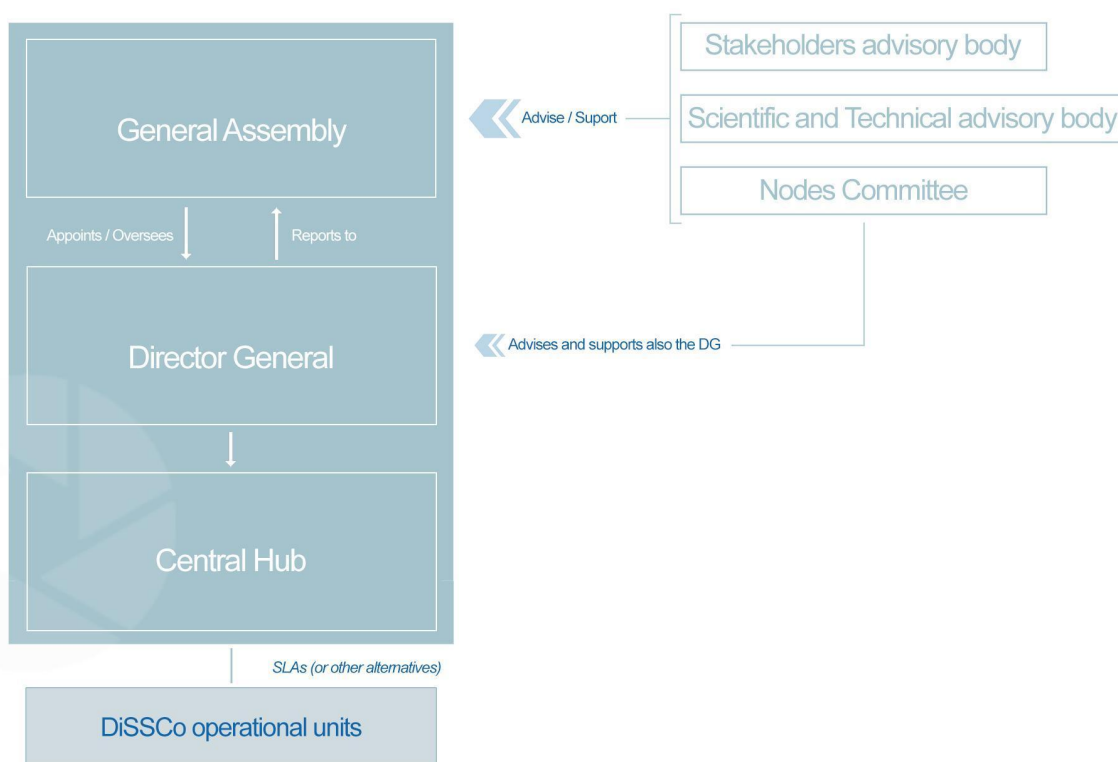 Stakeholders advisory body
General Assembly
Advise / Suport
Scientific and Technical advisory body
Nodes Committee
Appoints / Oversees
Reports to
Director General
Advises and supports also the DG
Central Hub
SLAs (or other alternatives)
DiSSCo operational units